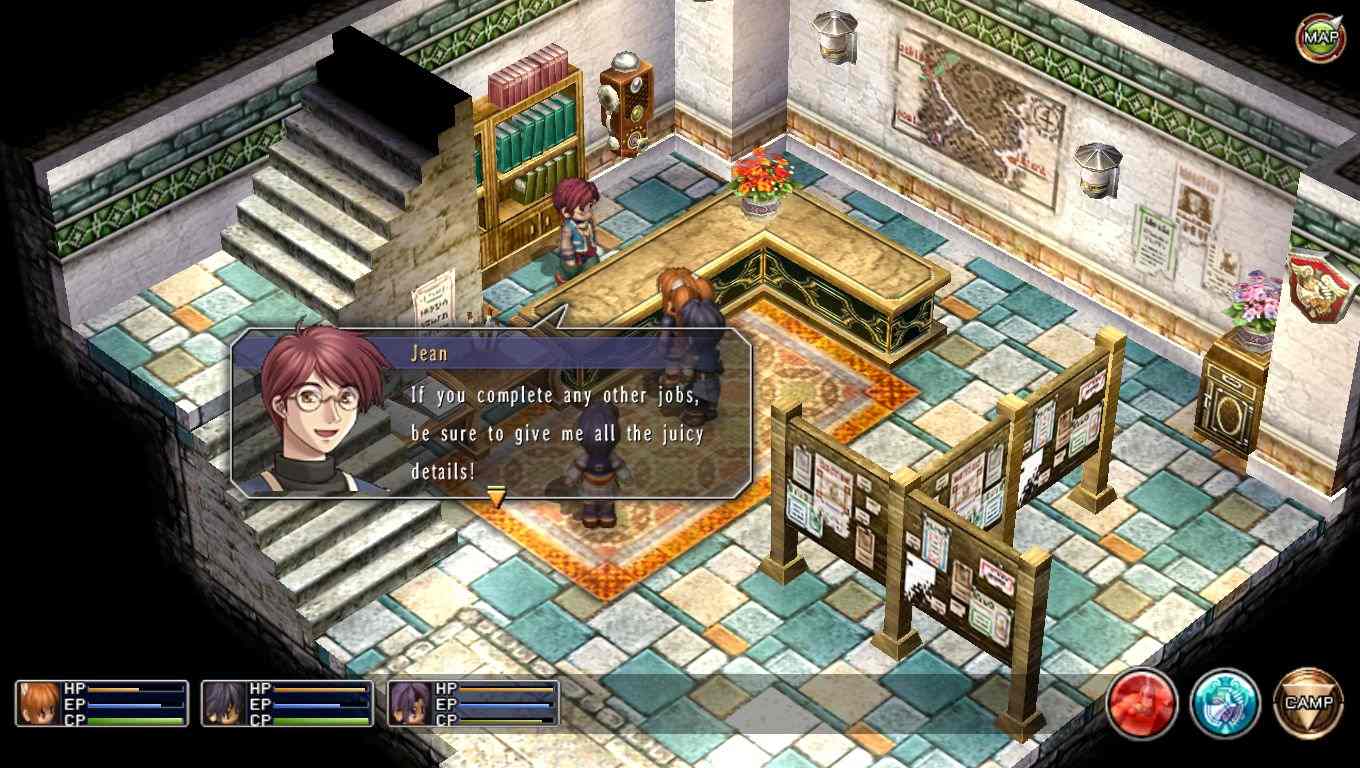 MAP
Jean
If you complete any other jobs,
be sure to give me all the juicy
details!
HP
EP
CP
HP
EP
CP
HP
EP
CP
CAMP